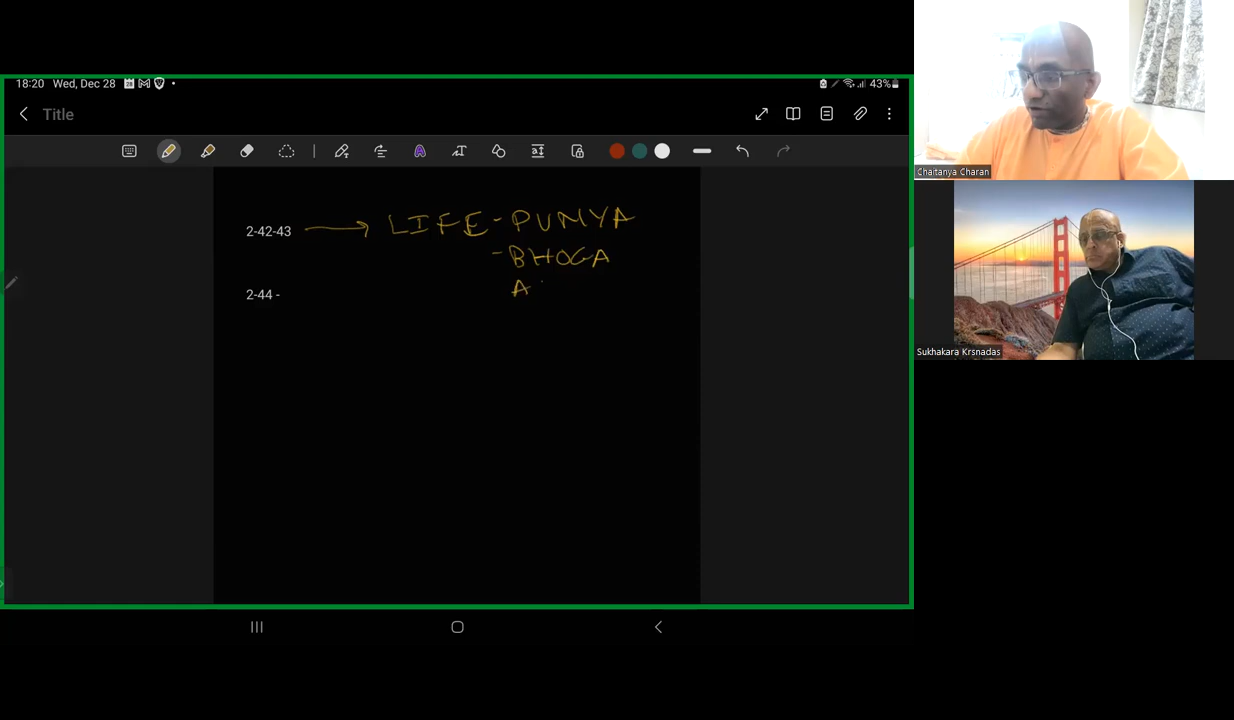 18:20 Wed, Dec 28 43%
Title
2-42-43 → LIFE - PUNYA
- BHOGA
A
2-44 -
Chaitanya Charan
Sukhakara Krsnadas